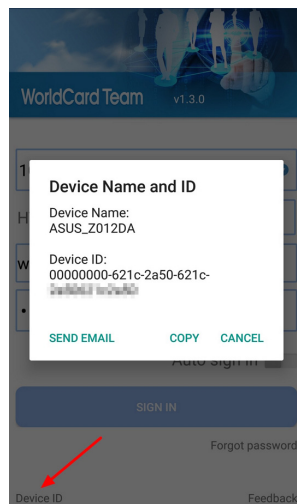 WorldCard Team v1.3.0
1
Device Name and ID
Device Name:
ASUS_Z012DA
H
Device ID:
00000000-621c-2a50-621c-
w
SEND EMAIL COPY CANCEL
Auto sign in
SIGN IN
Forgot password
Device ID Feedback